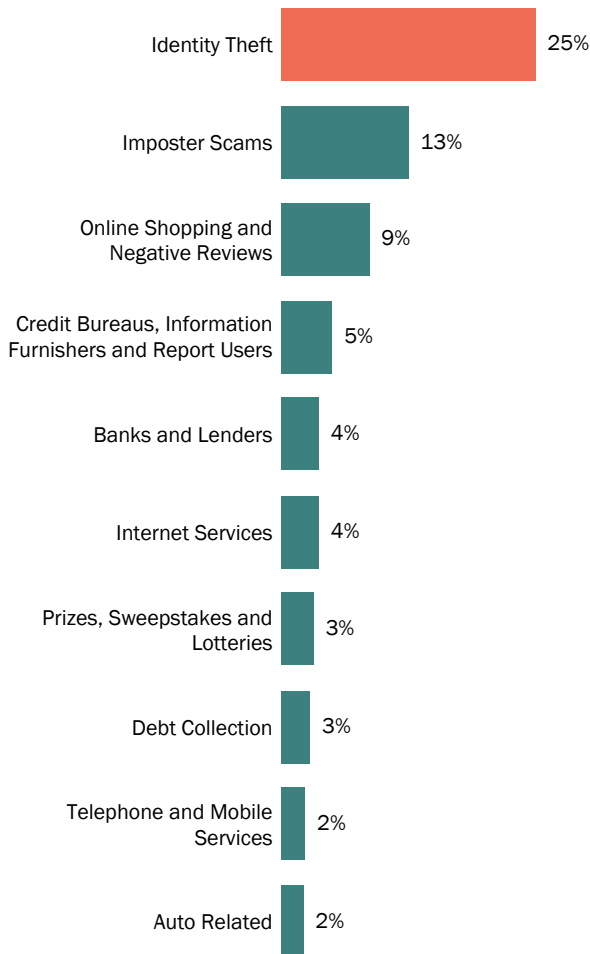 Identity Theft
25%
Imposter Scams
13%
Online Shopping and
Negative Reviews
9%
Credit Bureaus, Information
Furnishers and Report Users
5%
Banks and Lenders
4%
Internet Services
4%
Prizes, Sweepstakes and
Lotteries
3%
Debt Collection
3%
Telephone and Mobile
Services
2%
Auto Related
2%